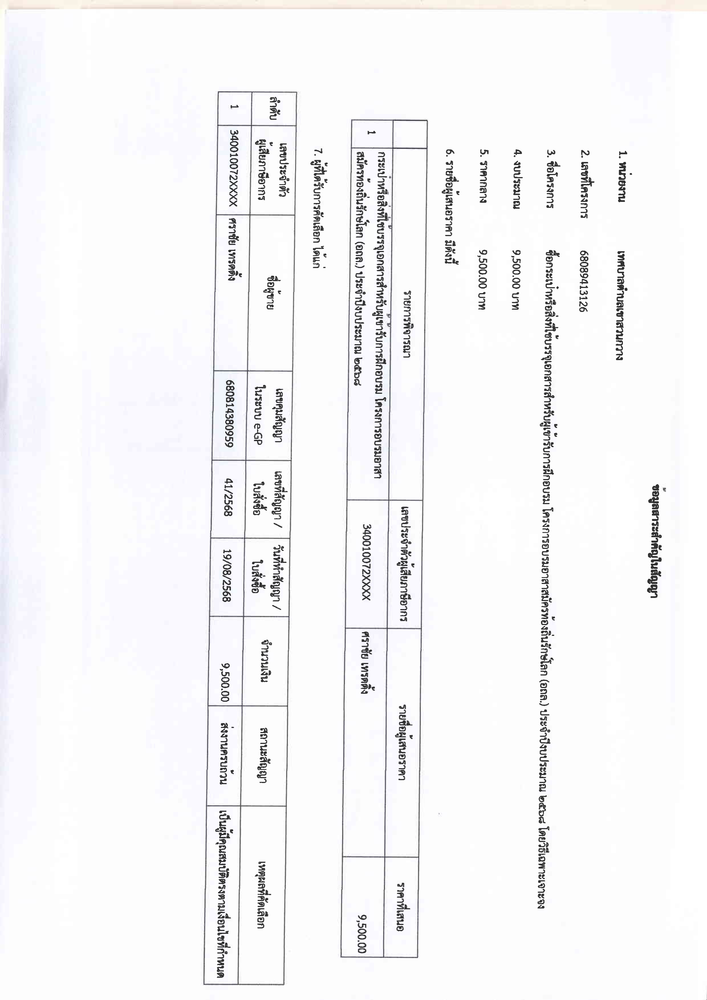 ข้อมูลสาระสำคัญในสัญญา
1. หน่วยงาน เทศบาลตำบลเขาสวนกวาง
2. เลขที่โครงการ 68089413126
3. ชื่อโครงการ ซื้อกระเป๋าหรือสิ่งที่ใช้บรรจุเอกสารสำหรับผู้เข้ารับการฝึกอบรม โครงการอบรมอาสาสมัครท้องถิ่นรักษ์โลก (อถล.) ประจำปีงบประมาณ ๒๕๖๘ โดยวิธีเฉพาะเจาะจง
4. งบประมาณ 9,500.00 บาท
5. ราคากลาง 9,500.00 บาท
6. รายชื่อผู้เสนอราคา มีดังนี้
รายการพิจารณา เลขประจำตัวผู้เสียภาษีอากร รายชื่อผู้เสนอราคา ราคาที่เสนอ
1 กระเป๋าหรือสิ่งที่ใช้บรรจุเอกสารสำหรับผู้เข้ารับการฝึกอบรม โครงการอบรมอาสา 340010072XXXX ศราชัย เทรดดิ้ง 9,500.00
สมัครท้องถิ่นรักษ์โลก (อถล.) ประจำปีงบประมาณ ๒๕๖๘
7. ผู้ที่ได้รับการคัดเลือก ได้แก่
ลำดับ เลขประจำตัว ชื่อผู้ขาย เลขคุมสัญญา เลขที่สัญญา / วันที่ทำสัญญา / จำนวนเงิน สถานะสัญญา เหตุผลที่คัดเลือก
ผู้เสียภาษีอากร ในระบบ e-GP ใบสั่งซื้อ ใบสั่งซื้อ
1 340010072XXXX ศราชัย เทรดดิ้ง 680814380959 41/2568 19/08/2568 9,500.00 ส่งงานครบถ้วน เป็นผู้มีคุณสมบัติตรงตามเงื่อนไขที่กำหนด